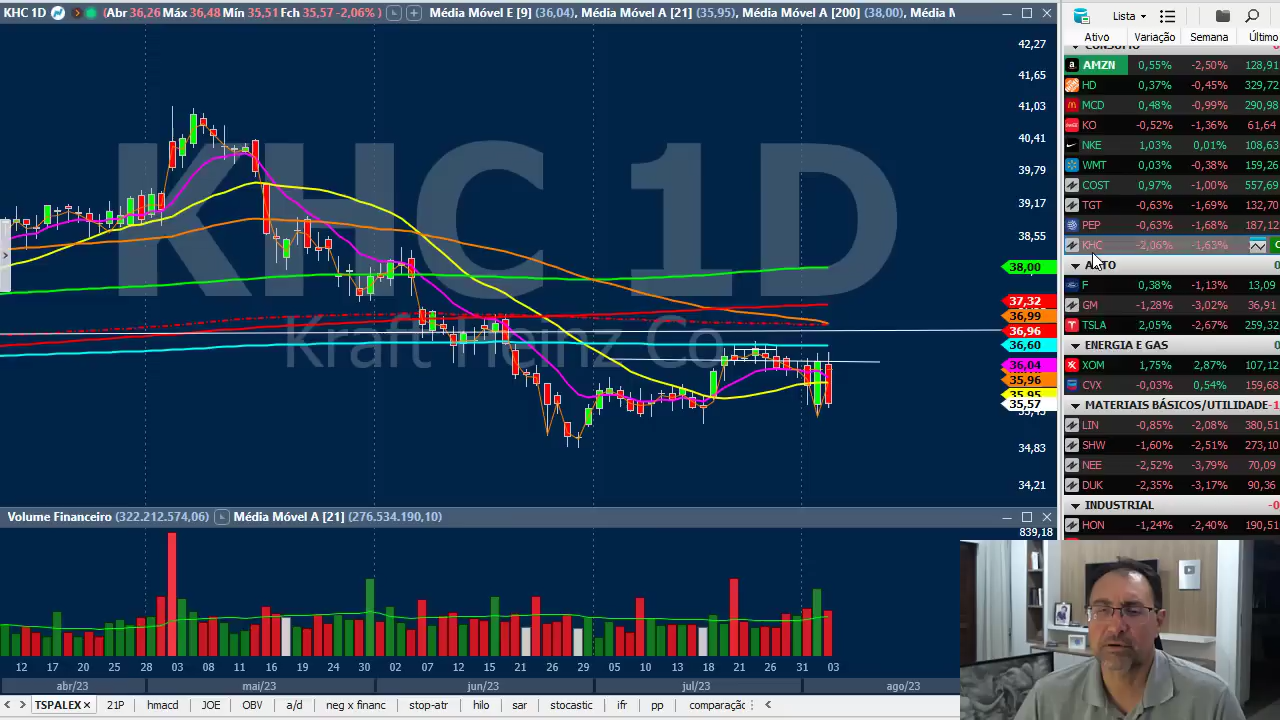 KHC 1D (Abr 36,26 Máx 36,48 Mín 35,51 Fch 35,57 -2,06% ) Média Móvel E [9] (36,04), Média Móvel A [21] (35,95) Média Móvel A [200] (38,00), Média M
KHC 1D
Kraft Heinz Co
42,27
41,65
41,03
40,41
39,79
39,17
38,55
38,00
37,32
36,99
36,96
36,60
36,04
35,96
35,95
35,57
34,83
34,21
Volume Financeiro (322.212.574,06) Média Móvel A [21] (276.534.190,10)
839,18
12 17 20 25 28 03 08 11 16 19 24 30 02 07 12 15 21 26 29 05 10 13 18 21 26 31 03
abr/23 mai/23 jun/23 jul/23 ago/23
TSPALEX 21P hmacd JOE OBV a/d neg x financ stop-atr hilo sar stocastic ifr pp comparação
Lista
Ativo Variação Semana Último
CONSUMO
AMZN 0,55% -2,50% 128,91
HD 0,37% -0,45% 329,72
MCD 0,48% -0,99% 290,98
KO -0,52% -1,36% 61,64
NKE 1,03% 0,01% 108,63
WMT 0,03% -0,38% 159,26
COST 0,97% -1,00% 557,69
TGT -0,63% -1,69% 132,70
PEP -0,63% -1,68% 187,12
KHC -2,06% -1,63%
AUTO 0
F 0,38% -1,13% 13,09
GM -1,28% -3,02% 36,91
TSLA 2,05% -2,67% 259,32
ENERGIA E GAS 0
XOM 1,75% 2,87% 107,12
CVX -0,03% 0,54% 159,68
MATERIAIS BÁSICOS/UTILIDADE -1
LIN -0,85% -2,08% 380,51
SHW -1,60% -2,51% 273,10
NEE -2,52% -3,79% 70,09
DUK -2,35% -3,17% 90,36
INDUSTRIAL -0
HON -1,24% -2,40% 190,51